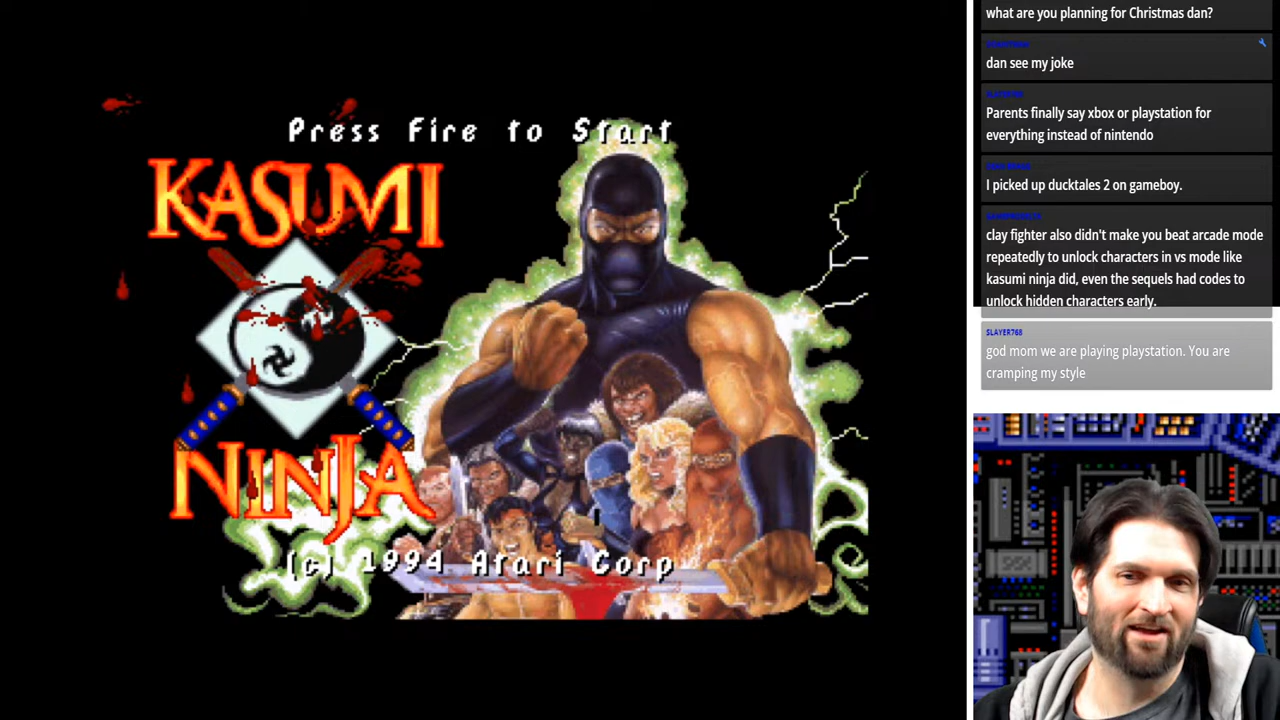 Press Fire to Start
KASUMI
NINJA
(c) 1994 Atari Corp
what are you planning for Christmas dan?
dan see my joke
Parents finally say xbox or playstation for
everything instead of nintendo
I picked up ducktales 2 on gameboy.
clay fighter also didn't make you beat arcade mode
repeatedly to unlock characters in vs mode like
kasumi ninja did, even the sequels had codes to
unlock hidden characters early.
SLAYER768
god mom we are playing playstation. You are
cramping my style